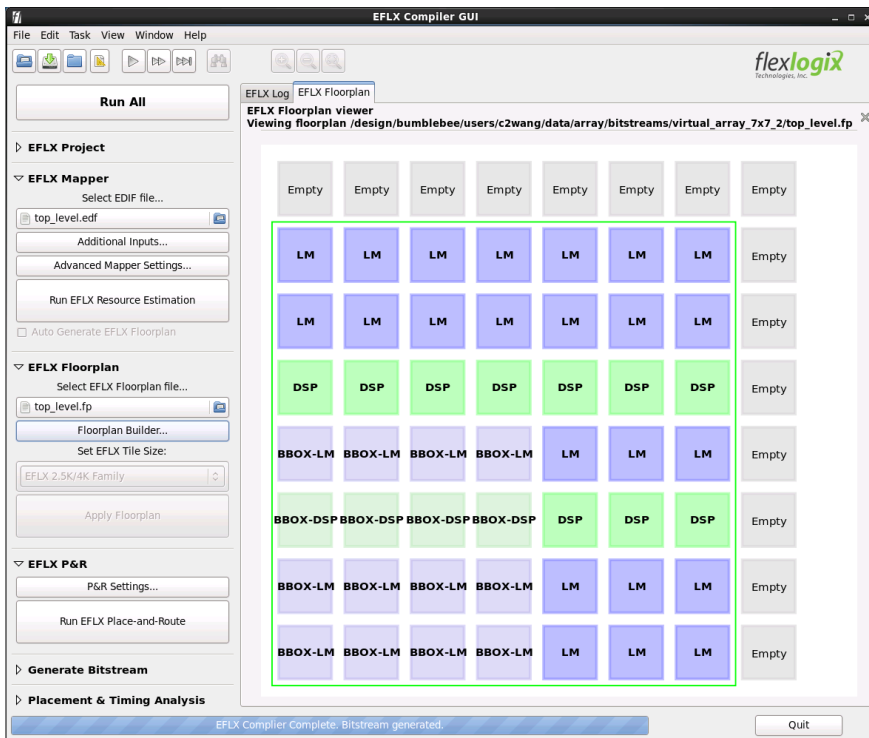 EFLX Compiler GUI
File Edit Task View Window Help
flexlogix
Technologies, Inc.
Run All
EFLX Project
EFLX Mapper
Select EDIF file...
top_level.edf
Additional Inputs...
Advanced Mapper Settings...
Run EFLX Resource Estimation
Auto Generate EFLX Floorplan
EFLX Floorplan
Select EFLX Floorplan file...
top_level.fp
Floorplan Builder...
Set EFLX Tile Size:
EFLX 2.5K/4K Family
Apply Floorplan
EFLX P&R
P&R Settings...
Run EFLX Place-and-Route
Generate Bitstream
Placement & Timing Analysis
EFLX Log EFLX Floorplan
EFLX Floorplan viewer
Viewing floorplan /design/bumblebee/users/c2wang/data/array/bitstreams/virtual_array_7x7_2/top_level.fp
Empty Empty Empty Empty Empty Empty Empty Empty
LM LM LM LM LM LM LM Empty
LM LM LM LM LM LM LM Empty
DSP DSP DSP DSP DSP DSP DSP Empty
BBOX-LM BBOX-LM BBOX-LM BBOX-LM LM LM LM Empty
BBOX-DSP BBOX-DSP BBOX-DSP BBOX-DSP DSP DSP DSP Empty
BBOX-LM BBOX-LM BBOX-LM BBOX-LM LM LM LM Empty
BBOX-LM BBOX-LM BBOX-LM BBOX-LM LM LM LM Empty
EFLX Complier Complete. Bitstream generated.
Quit